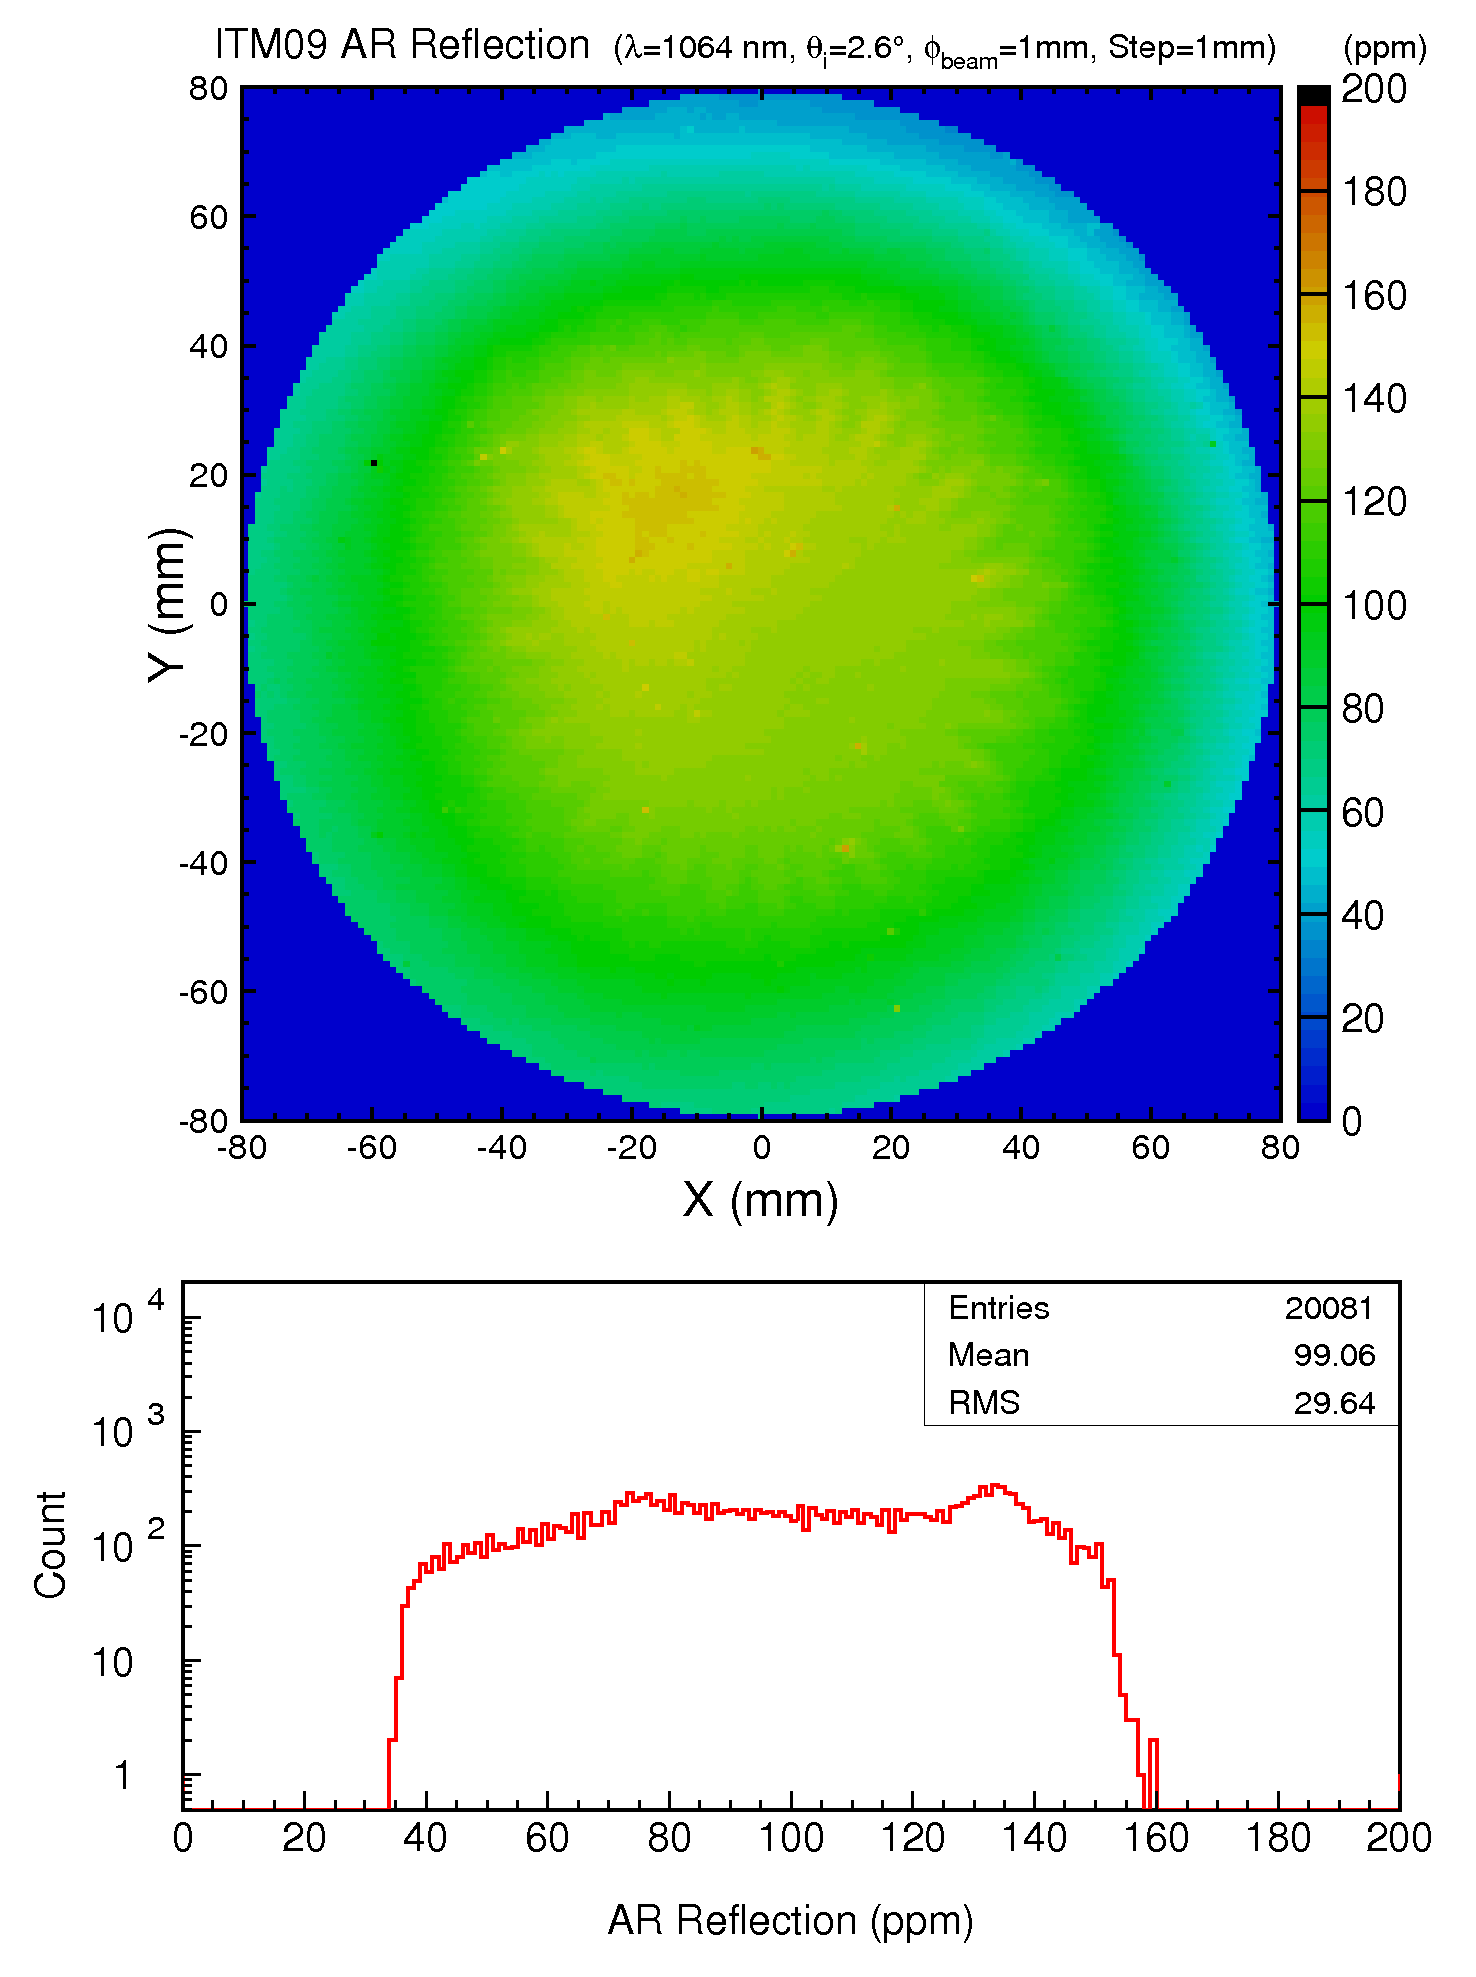 ITM09 AR Reflection (λ=1064 nm, θi=2.6°, ϕbeam=1mm, Step=1mm) (ppm)
80
60
40
20
0
-20
-40
-60
-80
Y (mm)
-80 -60 -40 -20 0 20 40 60 80
X (mm)
200
180
160
140
120
100
80
60
40
20
0
Entries 20081
Mean 99.06
RMS 29.64
10 4
10 3
10 2
10
1
Count
0 20 40 60 80 100 120 140 160 180 200
AR Reflection (ppm)